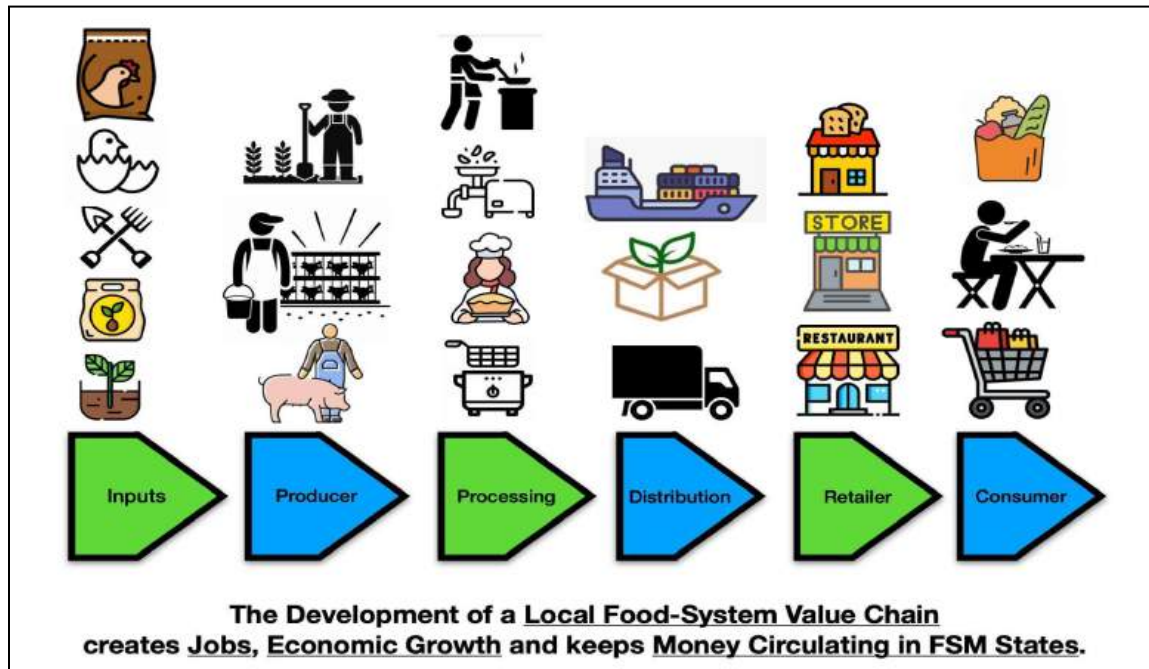 STORE
RESTAURANT
Inputs
Producer
Processing
Distribution
Retailer
Consumer
The Development of a Local Food-System Value Chain
creates Jobs, Economic Growth and keeps Money Circulating in FSM States.